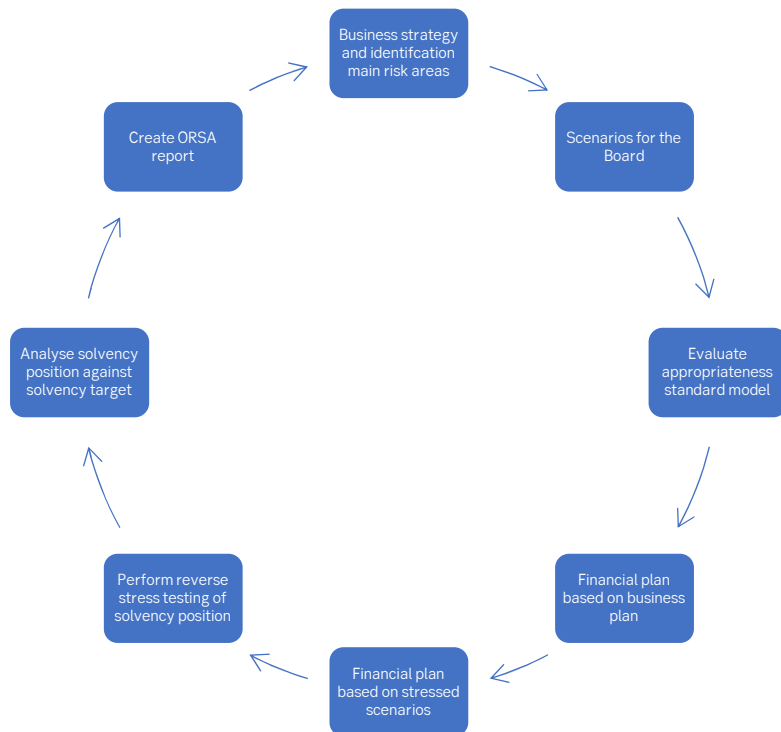 Business strategy
and identifcation
main risk areas
Scenarios for the
Board
Evaluate
appropriateness
standard model
Financial plan
based on business
plan
Financial plan
based on stressed
scenarios
Perform reverse
stress testing of
solvency position
Analyse solvency
position against
solvency target
Create ORSA
report